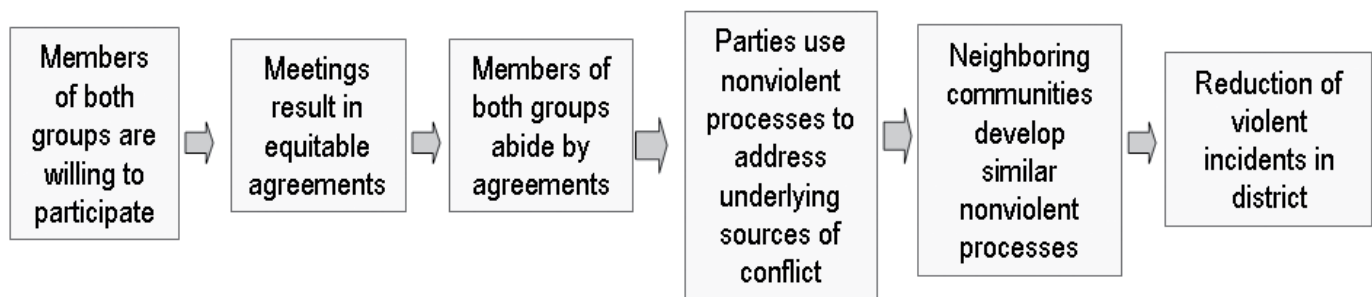 Members
of both
groups are
willing to
participate
Meetings
result in
equitable
agreements
Members of
both groups
abide by
agreements
Parties use
nonviolent
processes to
address
underlying
sources of
conflict
Neighboring
communities
develop
similar
nonviolent
processes
Reduction of
violent
incidents in
district